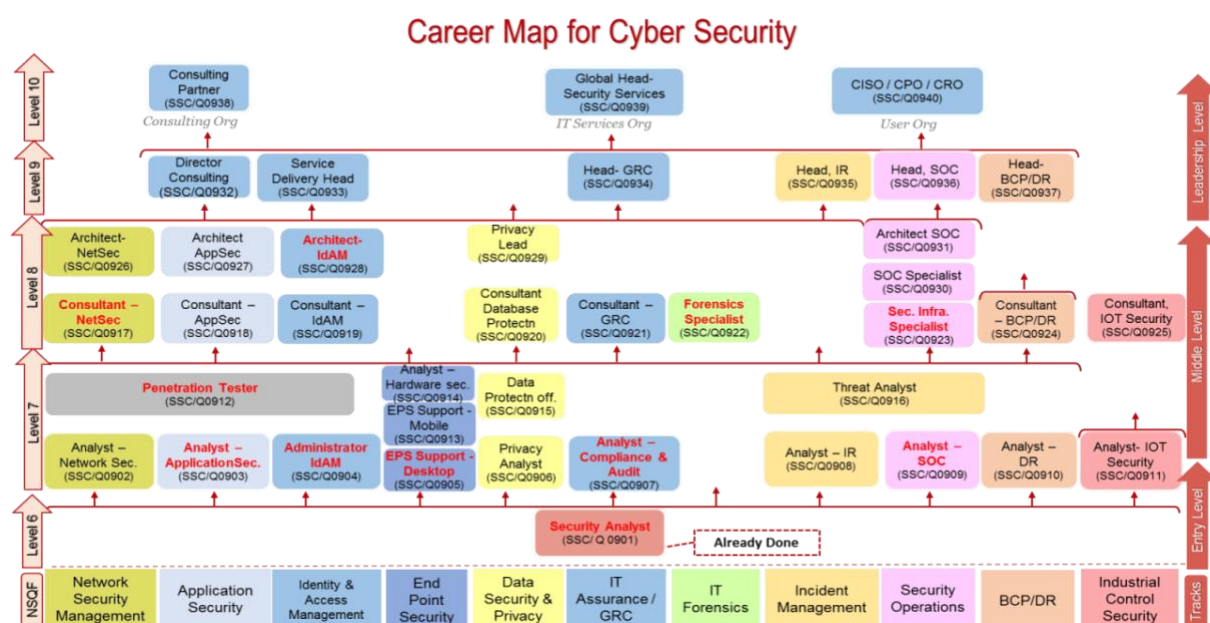 Career Map for Cyber Security
Level 10
Consulting
Partner
(SSC/Q0938)
Consulting Org
Global Head-
Security Services
(SSC/Q0939)
IT Services Org
CISO / CPO / CRO
(SSC/Q0940)
User Org
Leadership Level
Level 9
Director
Consulting
(SSC/Q0932)
Service
Delivery Head
(SSC/Q0933)
Head- GRC
(SSC/Q0934)
Head, IR
(SSC/Q0935)
Head, SOC
(SSC/Q0936)
Head-
BCP/DR
(SSC/Q0937)
Level 8
Architect-
NetSec
(SSC/Q0926)
Architect
AppSec
(SSC/Q0927)
Architect-
IdAM
(SSC/Q0928)
Privacy
Lead
(SSC/Q0929)
Architect SOC
(SSC/Q0931)
SOC Specialist
(SSC/Q0930)
Consultant –
NetSec
(SSC/Q0917)
Consultant –
AppSec
(SSC/Q0918)
Consultant –
IdAM
(SSC/Q0919)
Consultant
Database
Protectn
(SSC/Q0920)
Consultant –
GRC
(SSC/Q0921)
Forensics
Specialist
(SSC/Q0922)
Sec. Infra.
Specialist
(SSC/Q0923)
Consultant
– BCP/DR
(SSC/Q0924)
Consultant,
IOT Security
(SSC/Q0925)
Middle Level
Level 7
Penetration Tester
(SSC/Q0912)
Analyst –
Hardware sec.
(SSC/Q0914)
EPS Support -
Mobile
(SSC/Q0913)
Data
Protectn off.
(SSC/Q0915)
Threat Analyst
(SSC/Q0916)
Analyst –
Network Sec.
(SSC/Q0902)
Analyst –
ApplicationSec.
(SSC/Q0903)
Administrator
IdAM
(SSC/Q0904)
EPS Support -
Desktop
(SSC/Q0905)
Privacy
Analyst
(SSC/Q0906)
Analyst –
Compliance &
Audit
(SSC/Q0907)
Analyst – IR
(SSC/Q0908)
Analyst –
SOC
(SSC/Q0909)
Analyst –
DR
(SSC/Q0910)
Analyst- IOT
Security
(SSC/Q0911)
Entry Level
Level 6
Security Analyst
(SSC/ Q 0901)
Already Done
NSQF
Network
Security
Management
Application
Security
Identity &
Access
Management
End
Point
Security
Data
Security &
Privacy
IT
Assurance /
GRC
IT
Forensics
Incident
Management
Security
Operations
BCP/DR
Industrial
Control
Security
Tracks